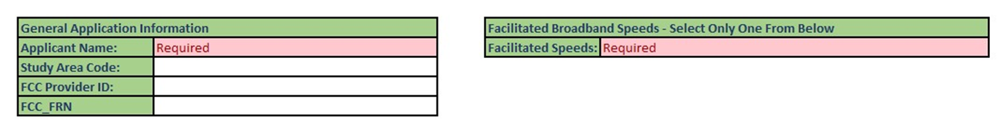 General Application Information
Applicant Name: Required
Study Area Code:
FCC Provider ID:
FCC_FRN
Facilitated Broadband Speeds - Select Only One From Below
Facilitated Speeds: Required